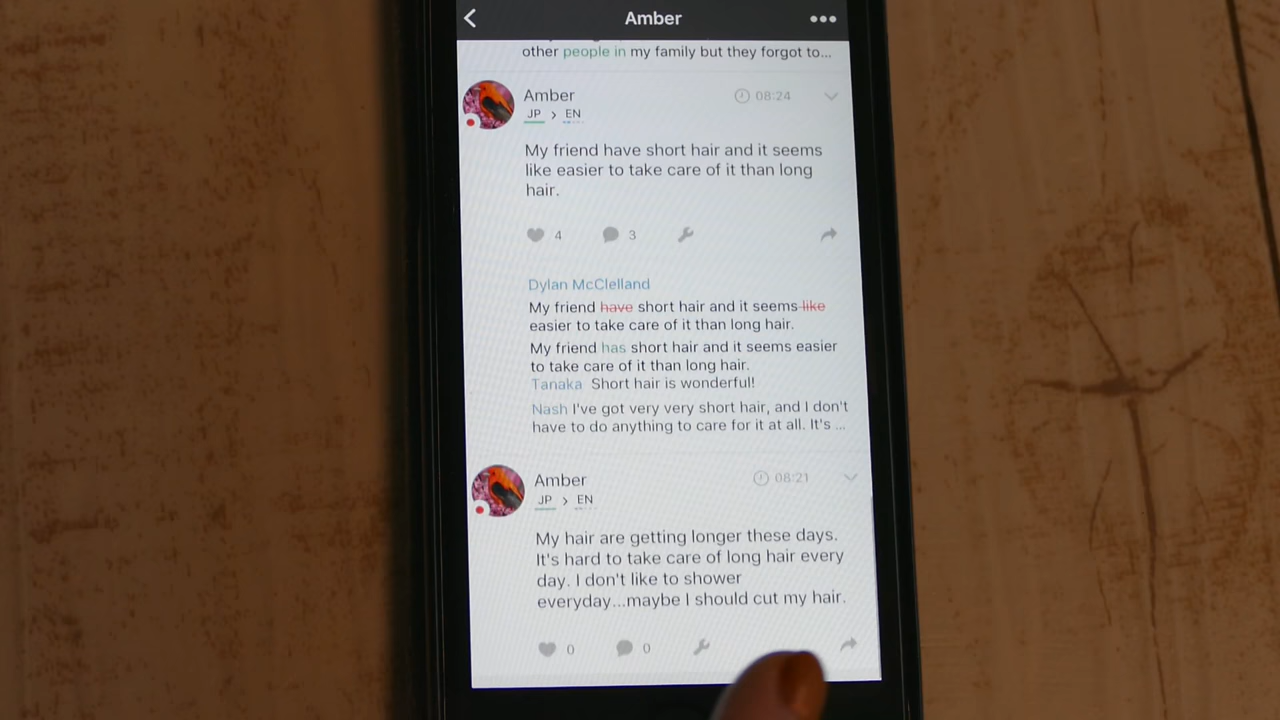 Amber
other people in my family but they forgot to...
Amber
08:24
JP > EN
My friend have short hair and it seems
like easier to take care of it than long
hair.
4
3
Dylan McClelland
My friend have short hair and it seems like
easier to take care of it than long hair.
My friend has short hair and it seems easier
to take care of it than long hair.
Tanaka Short hair is wonderful!
Nash I've got very very short hair, and I don't
have to do anything to care for it at all. It's ...
Amber
08:21
JP > EN
My hair are getting longer these days.
It's hard to take care of long hair every
day. I don't like to shower
everyday...maybe I should cut my hair.
0
0